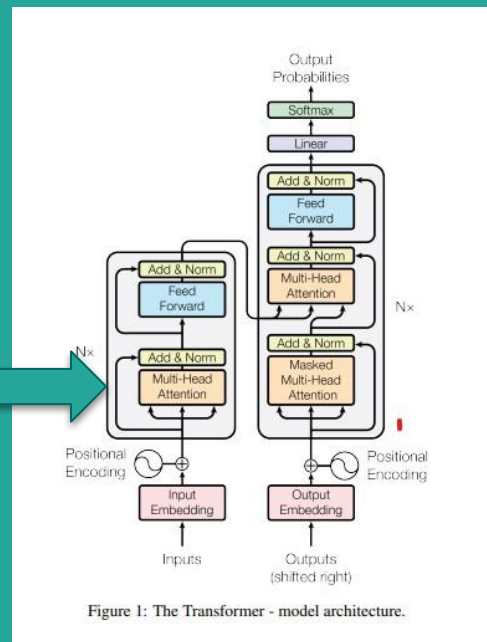 Output
Probabilities
Softmax
Linear
Add & Norm
Feed
Forward
Add & Norm
Multi-Head
Attention
Nx
Add & Norm
Masked
Multi-Head
Attention
Positional
Encoding
Output
Embedding
Outputs
(shifted right)
Add & Norm
Feed
Forward
Nx
Add & Norm
Multi-Head
Attention
Positional
Encoding
Input
Embedding
Inputs
Figure 1: The Transformer - model architecture.